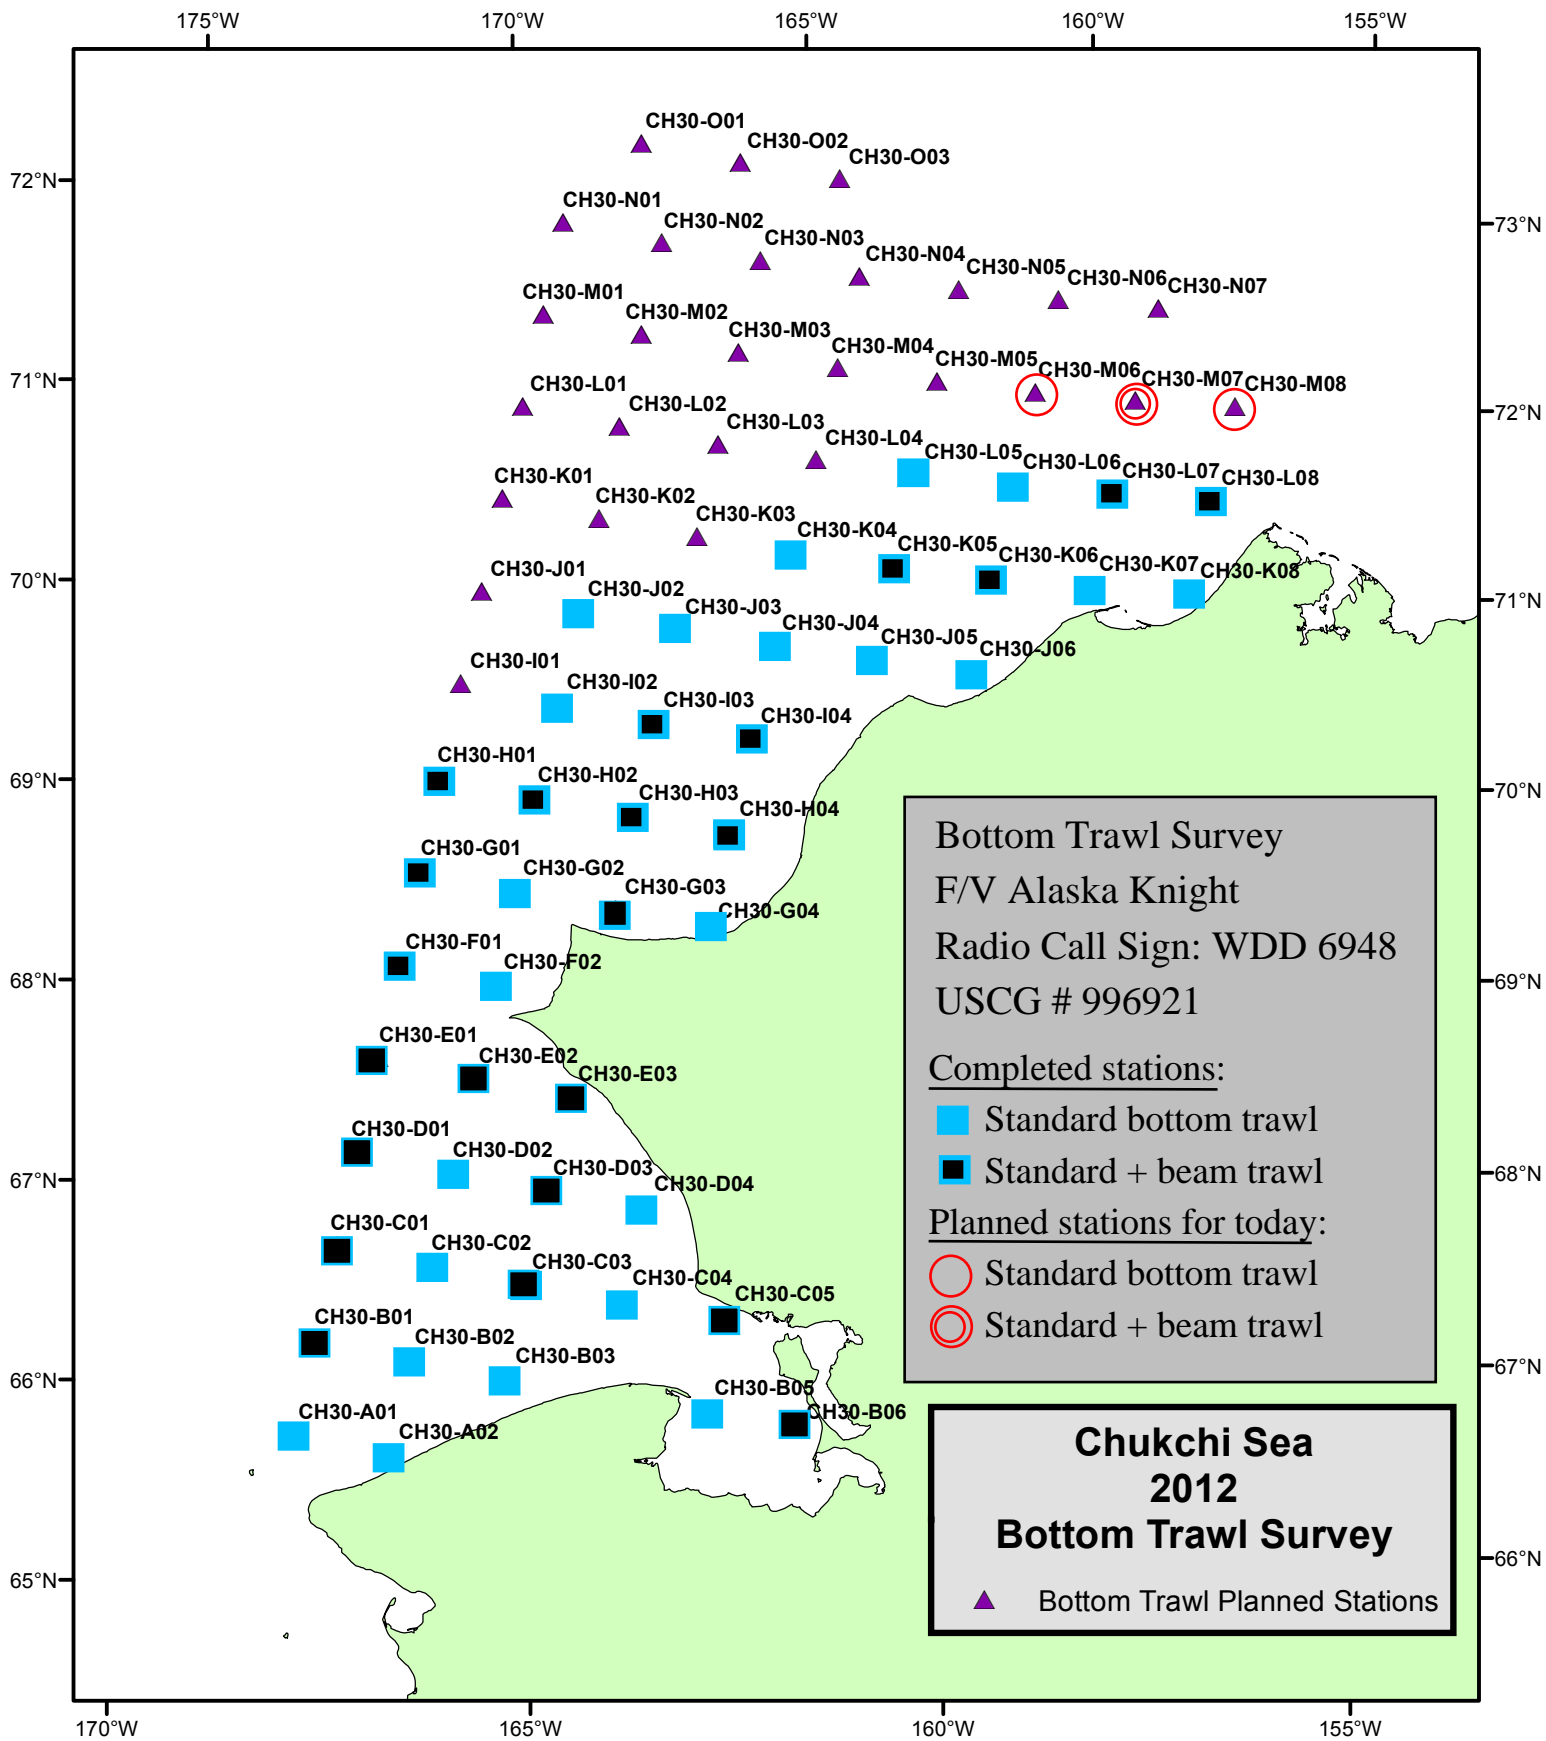 175°W 170°W 165°W 160°W 155°W
CH30-O01
CH30-O02
CH30-O03
72°N
CH30-N01
CH30-N02
73°N
CH30-N03
CH30-N04
CH30-N05
CH30-N06
CH30-N07
CH30-M01
CH30-M02
CH30-M03
CH30-M04
CH30-M05
CH30-M06
CH30-M07
CH30-M08
71°N
72°N
CH30-L01
CH30-L02
CH30-L03
CH30-L04
CH30-L05
CH30-L06
CH30-L07
CH30-L08
CH30-K01
CH30-K02
CH30-K03
CH30-K04
CH30-K05
CH30-K06
CH30-K07
CH30-K08
70°N
71°N
CH30-J01
CH30-J02
CH30-J03
CH30-J04
CH30-J05
CH30-J06
CH30-I01
CH30-I02
CH30-I03
CH30-I04
CH30-H01
CH30-H02
CH30-H03
CH30-H04
69°N
70°N
CH30-G01
CH30-G02
CH30-G03
CH30-G04
CH30-F01
CH30-F02
68°N
69°N
CH30-E01
CH30-E02
CH30-E03
CH30-D01
CH30-D02
CH30-D03
CH30-D04
67°N
68°N
CH30-C01
CH30-C02
CH30-C03
CH30-C04
CH30-C05
CH30-B01
CH30-B02
CH30-B03
CH30-B05
CH30-B06
66°N
67°N
CH30-A01
CH30-A02
65°N
66°N
Bottom Trawl Survey
F/V Alaska Knight
Radio Call Sign: WDD 6948
USCG # 996921
Completed stations:
Standard bottom trawl
Standard + beam trawl
Planned stations for today:
Standard bottom trawl
Standard + beam trawl
Chukchi Sea
2012
Bottom Trawl Survey
Bottom Trawl Planned Stations
170°W 165°W 160°W 155°W